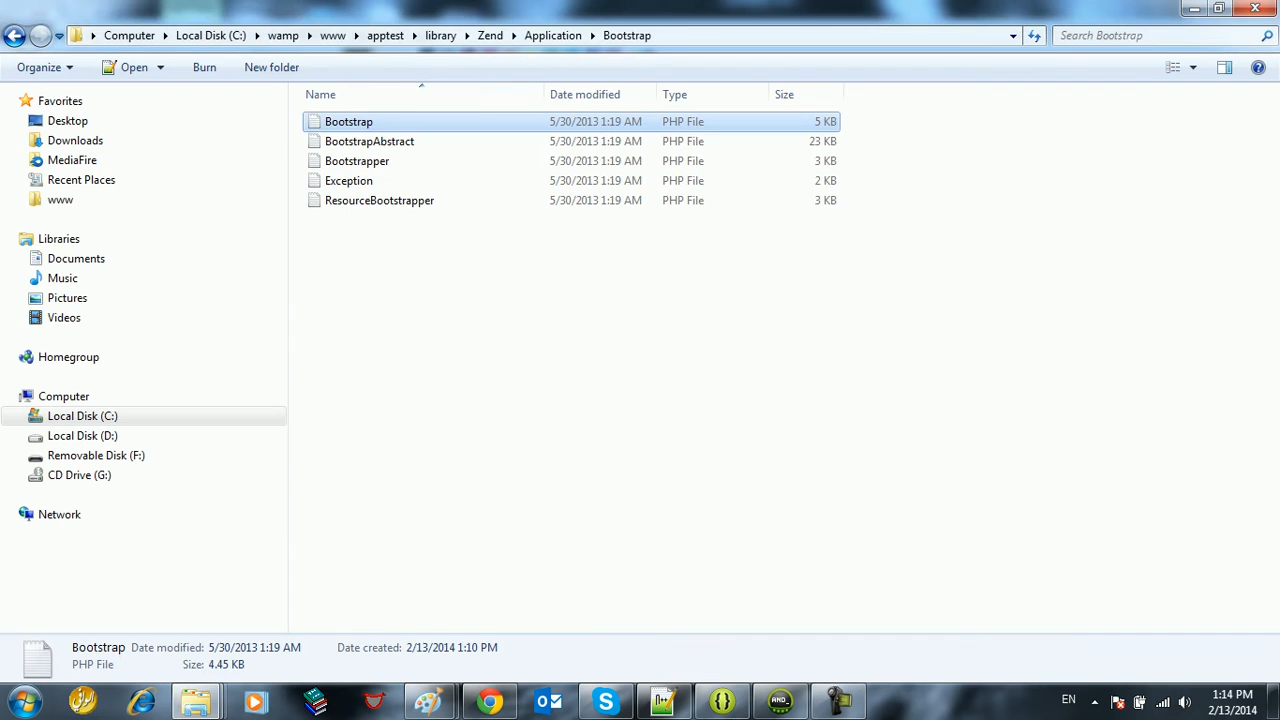 Computer Local Disk (C:) wamp www apptest library Zend Application Bootstrap Search Bootstrap
Organize Open Burn New folder
Name Date modified Type Size
Favorites
Desktop
Downloads
MediaFire
Recent Places
www
Libraries
Documents
Music
Pictures
Videos
Homegroup
Computer
Local Disk (C:)
Local Disk (D:)
Removable Disk (F:)
CD Drive (G:)
Network
Bootstrap 5/30/2013 1:19 AM PHP File 5 KB
BootstrapAbstract 5/30/2013 1:19 AM PHP File 23 KB
Bootstrapper 5/30/2013 1:19 AM PHP File 3 KB
Exception 5/30/2013 1:19 AM PHP File 2 KB
ResourceBootstrapper 5/30/2013 1:19 AM PHP File 3 KB
Bootstrap Date modified: 5/30/2013 1:19 AM Date created: 2/13/2014 1:10 PM
PHP File Size: 4.45 KB
EN 1:14 PM
2/13/2014